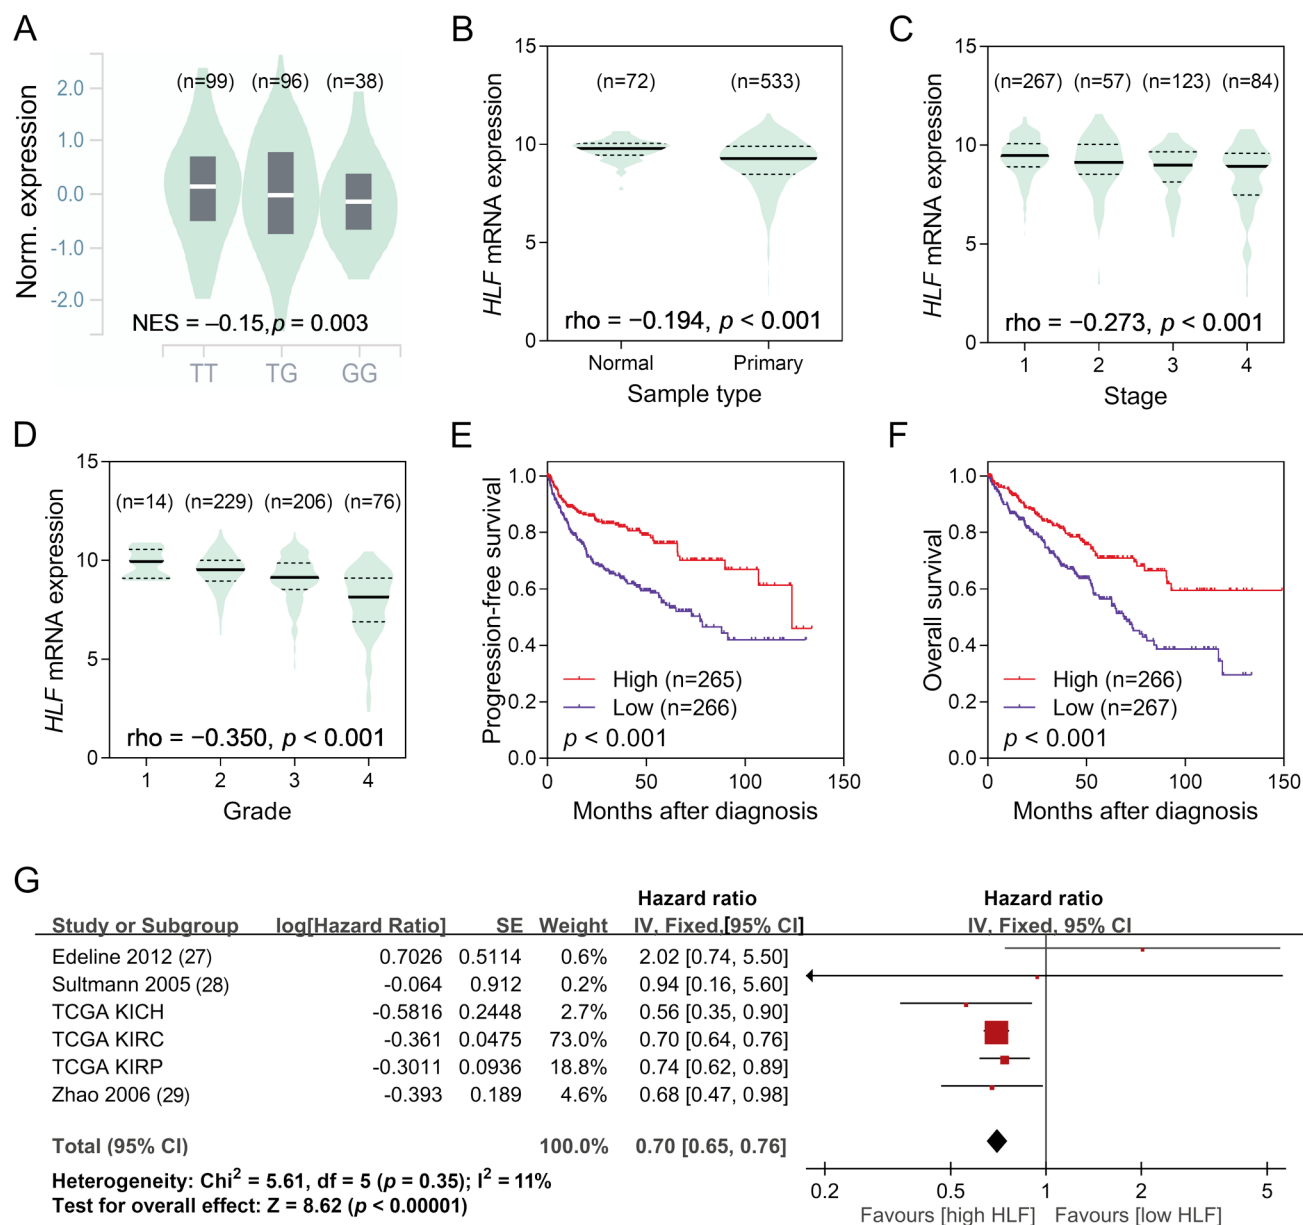 A
Norm. expression
2.0
1.0
0.0
-1.0
-2.0
(n=99) (n=96) (n=38)
NES = −0.15, p = 0.003
TT TG GG
B
HLF mRNA expression
15
10
5
0
(n=72) (n=533)
rho = −0.194, p < 0.001
Normal Primary
Sample type
C
HLF mRNA expression
15
10
5
0
(n=267) (n=57) (n=123) (n=84)
rho = −0.273, p < 0.001
1 2 3 4
Stage
D
HLF mRNA expression
15
10
5
0
(n=14) (n=229) (n=206) (n=76)
rho = −0.350, p < 0.001
1 2 3 4
Grade
E
Progression-free survival
1.0
0.8
0.6
0.4
0.2
0.0
High (n=265)
Low (n=266)
p < 0.001
0 50 100 150
Months after diagnosis
F
Overall survival
1.0
0.8
0.6
0.4
0.2
0.0
High (n=266)
Low (n=267)
p < 0.001
0 50 100 150
Months after diagnosis
G
Hazard ratio Hazard ratio
Study or Subgroup log[Hazard Ratio] SE Weight IV, Fixed,[95% CI] IV, Fixed, 95% CI
Edeline 2012 (27) 0.7026 0.5114 0.6% 2.02 [0.74, 5.50]
Sultmann 2005 (28) -0.064 0.912 0.2% 0.94 [0.16, 5.60]
TCGA KICH -0.5816 0.2448 2.7% 0.56 [0.35, 0.90]
TCGA KIRC -0.361 0.0475 73.0% 0.70 [0.64, 0.76]
TCGA KIRP -0.3011 0.0936 18.8% 0.74 [0.62, 0.89]
Zhao 2006 (29) -0.393 0.189 4.6% 0.68 [0.47, 0.98]
Total (95% CI) 100.0% 0.70 [0.65, 0.76]
Heterogeneity: Chi² = 5.61, df = 5 (p = 0.35); I² = 11%
Test for overall effect: Z = 8.62 (p < 0.00001)
0.2 0.5 1 2 5
Favours [high HLF] Favours [low HLF]